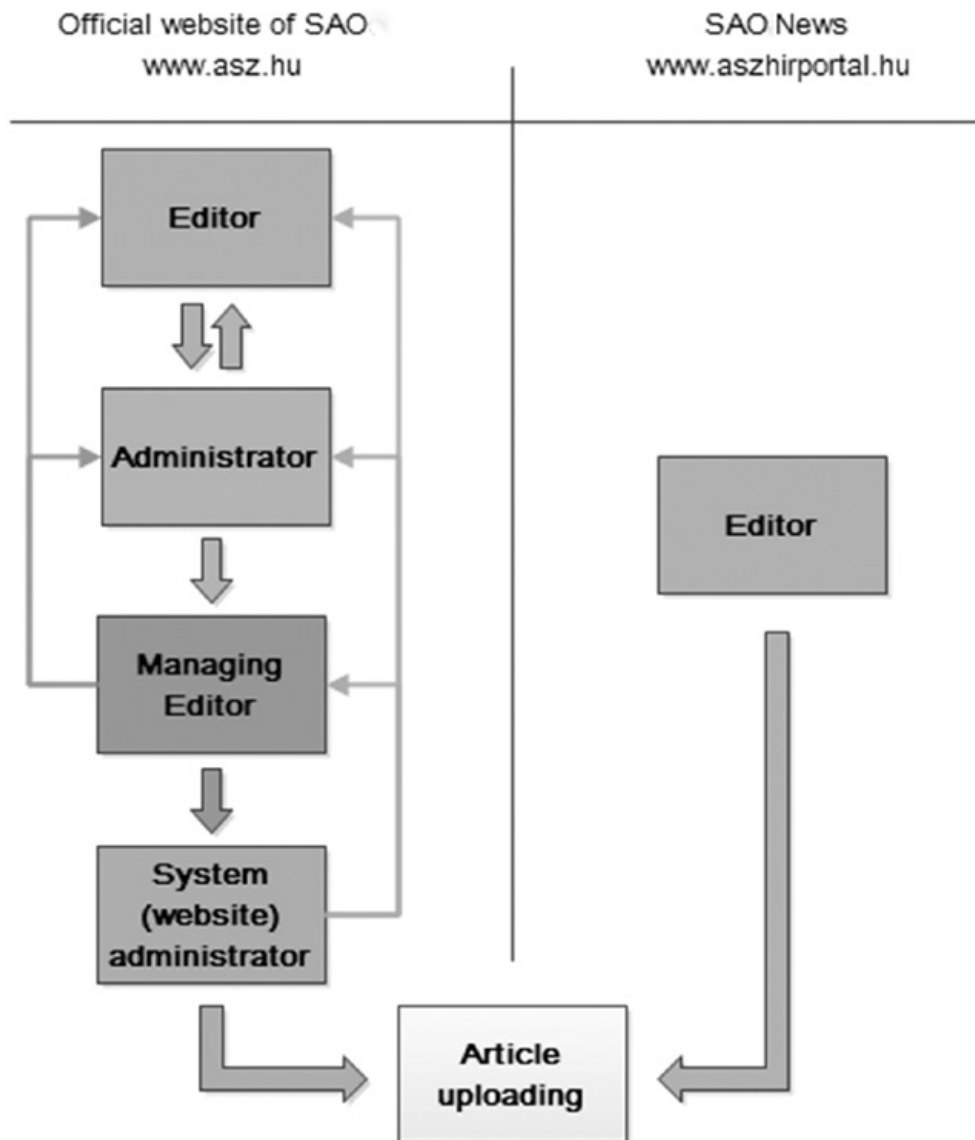 Official website of SAO
www.asz.hu
SAO News
www.aszhirportal.hu
Editor
Administrator
Editor
Managing
Editor
System
(website)
administrator
Article
uploading